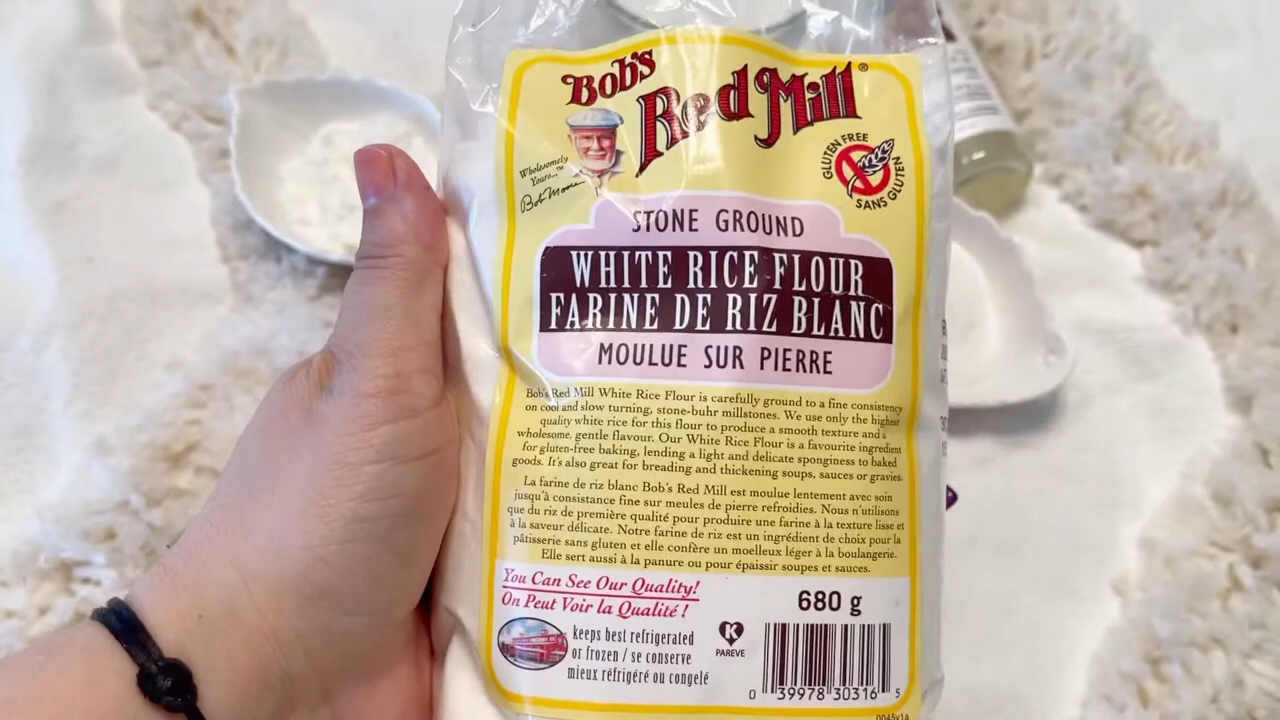 Bob's
Red Mill®
Wholesomely
Yours...™
Bob Moore
GLUTEN FREE
SANS GLUTEN
STONE GROUND
WHITE RICE FLOUR
FARINE DE RIZ BLANC
MOULUE SUR PIERRE
Bob's Red Mill White Rice Flour is carefully ground to a fine consistency
on cool and slow turning, stone-buhr millstones. We use only the highest
quality white rice for this flour to produce a smooth texture and a
wholesome, gentle flavour. Our White Rice Flour is a favourite ingredient
for gluten-free baking, lending a light and delicate sponginess to baked
goods. It's also great for breading and thickening soups, sauces or gravies.
La farine de riz blanc Bob's Red Mill est moulue lentement avec soin
jusqu'à consistance fine sur meules de pierre refroidies. Nous n'utilisons
que du riz de première qualité pour produire une farine à la texture lisse et
à la saveur délicate. Notre farine de riz est un ingrédient de choix pour la
pâtisserie sans gluten et elle confère un moelleux léger à la boulangerie.
Elle sert aussi à la panure ou pour épaissir soupes et sauces.
You Can See Our Quality!
On Peut Voir la Qualité !
680 g
keeps best refrigerated
or frozen / se conserve
mieux réfrigéré ou congelé
K
PAREVE
0 39978 30316 5
0045v1a